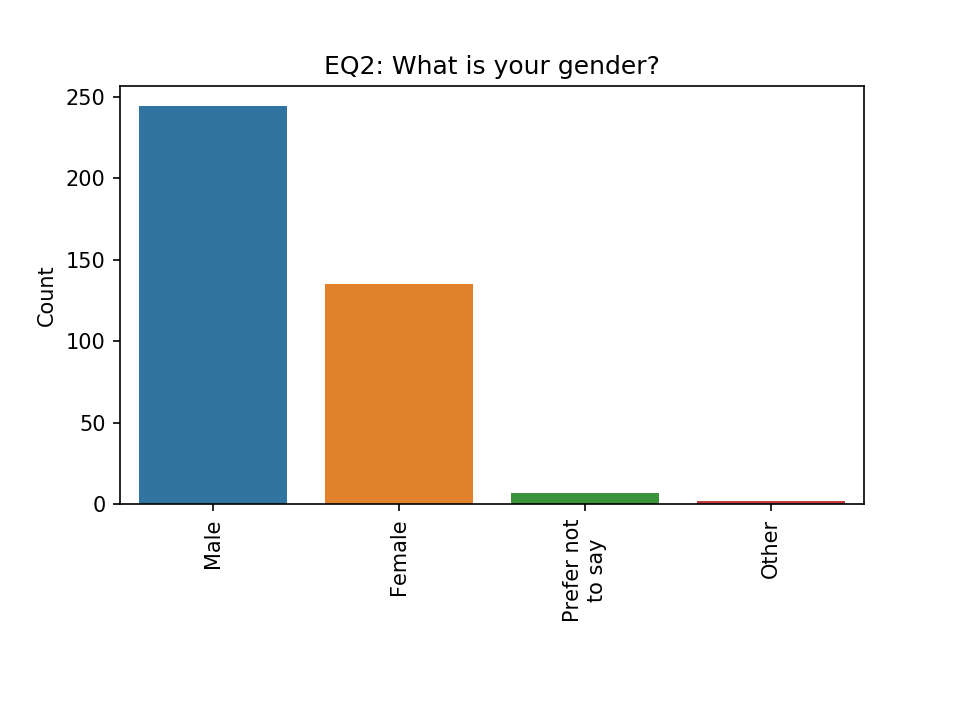 EQ2: What is your gender?
250
200
150
100
50
0
Count
Male
Female
Prefer not
to say
Other